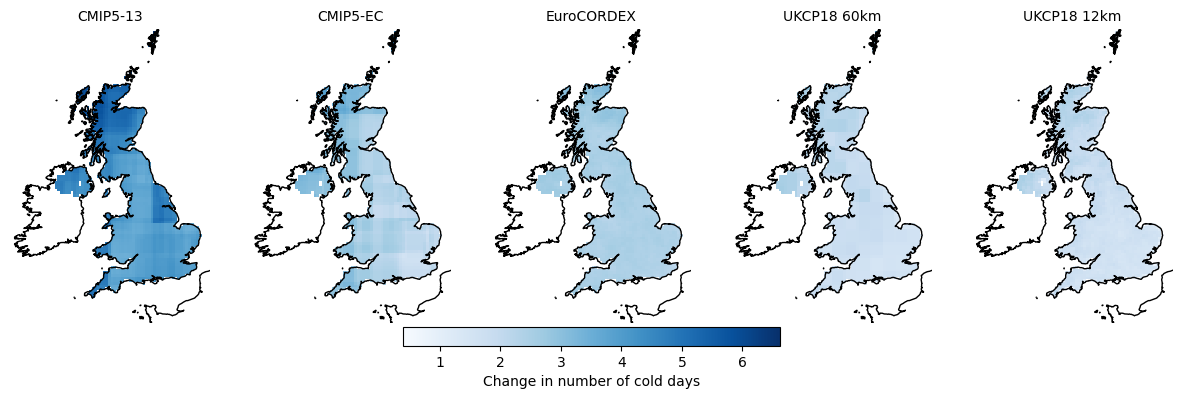 CMIP5-13 CMIP5-EC EuroCORDEX UKCP18 60km UKCP18 12km
1 2 3 4 5 6
Change in number of cold days